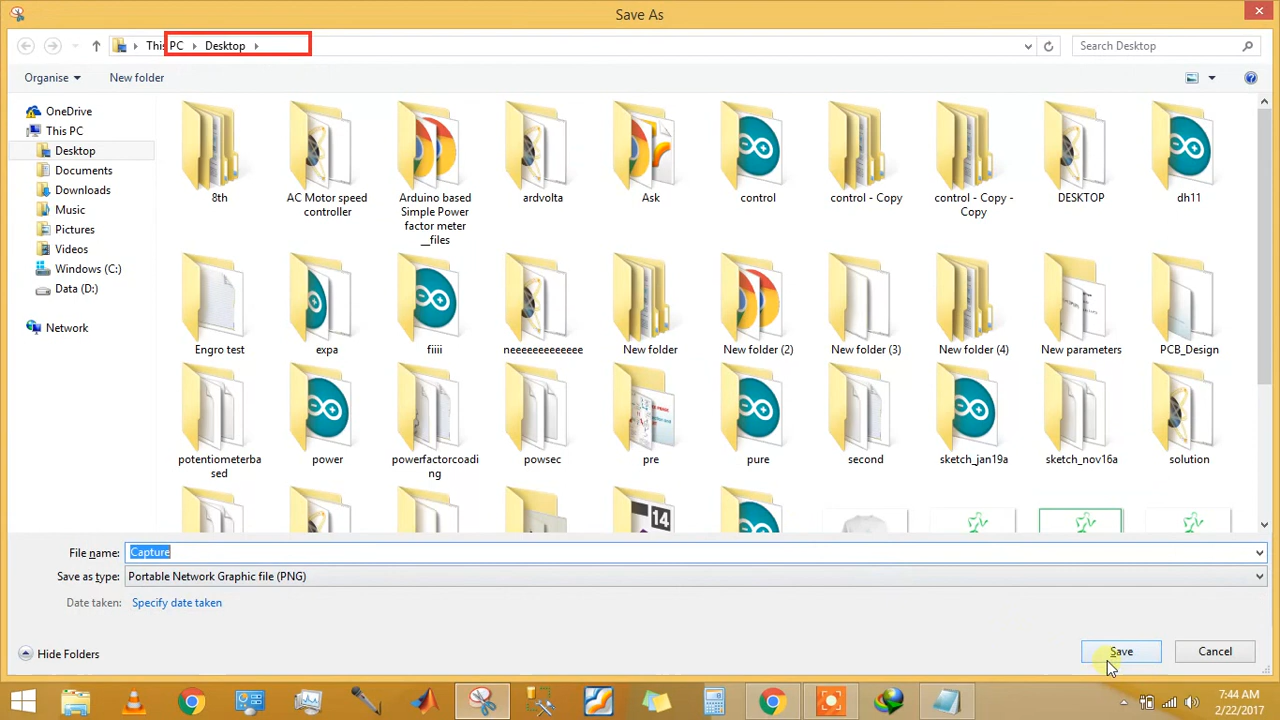 Save As
This PC Desktop
Search Desktop
Organise
New folder
OneDrive
This PC
Desktop
Documents
Downloads
Music
Pictures
Videos
Windows (C:)
Data (D:)
Network
8th
AC Motor speed
controller
Arduino based
Simple Power
factor meter
__files
ardvolta
Ask
control
control - Copy
control - Copy -
Copy
DESKTOP
dh11
Engro test
expa
fiiii
neeeeeeeeeeeee
New folder
New folder (2)
New folder (3)
New folder (4)
New parameters
PCB_Design
potentiometerba
sed
power
powerfactorcoadi
ng
powsec
pre
pure
second
sketch_jan19a
sketch_nov16a
solution
14
File name: Capture
Save as type: Portable Network Graphic file (PNG)
Date taken: Specify date taken
Hide Folders
Save
Cancel
7:44 AM
2/22/2017